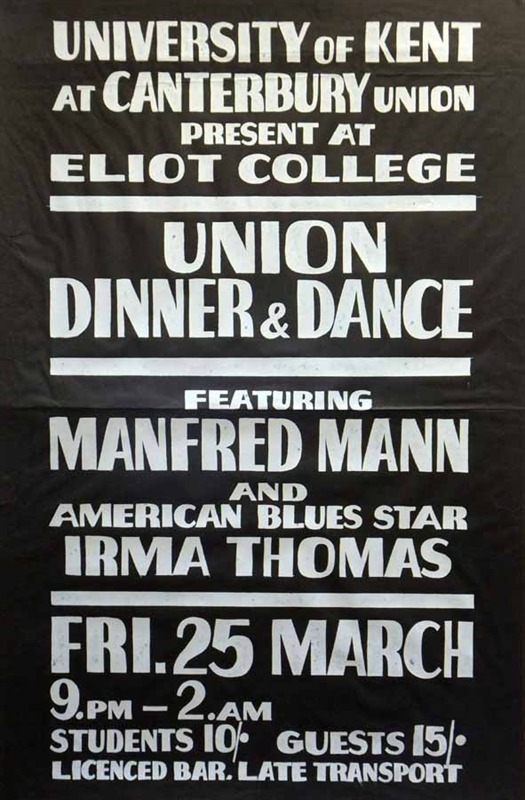 UNIVERSITY OF KENT
AT CANTERBURY UNION
PRESENT AT
ELIOT COLLEGE
UNION
DINNER & DANCE
FEATURING
MANFRED MANN
AND
AMERICAN BLUES STAR
IRMA THOMAS
FRI. 25 MARCH
9.PM – 2.AM
STUDENTS 10/- GUESTS 15/-
LICENCED BAR. LATE TRANSPORT